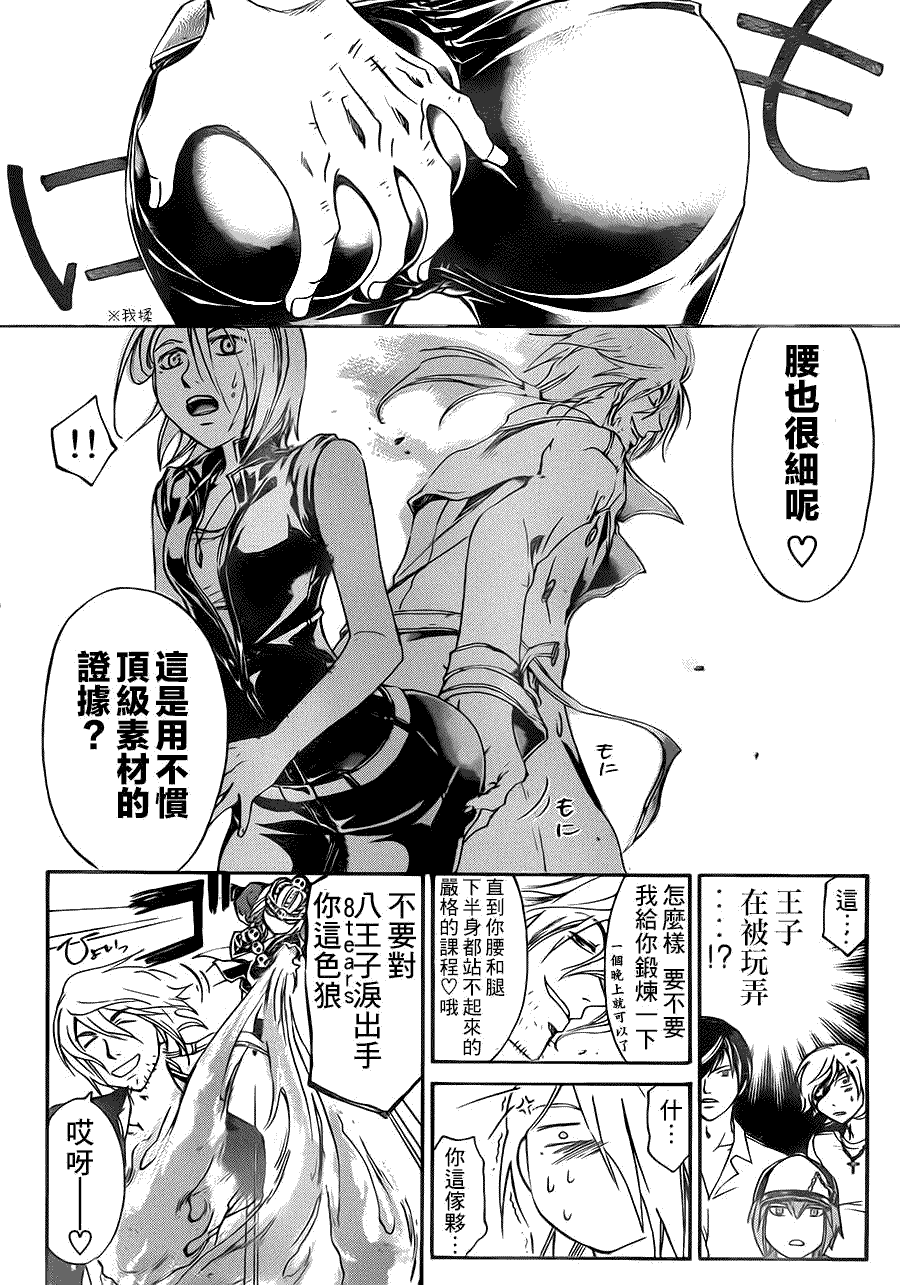 もにっ
※我揉
腰也很細呢♡
!!
這是用不慣
頂級素材的
證據？
もに
もに
這…
王子
在被玩弄
....!?
怎麼樣 要不要
我給你鍛煉一下
一個晚上就可以了
直到你腰和腿
下半身都站不起來的
嚴格的課程♡哦
什…
你這傢夥…
不要對
八王子淚出手
8tears
你這色狼
ひょいっ
哎呀——♡